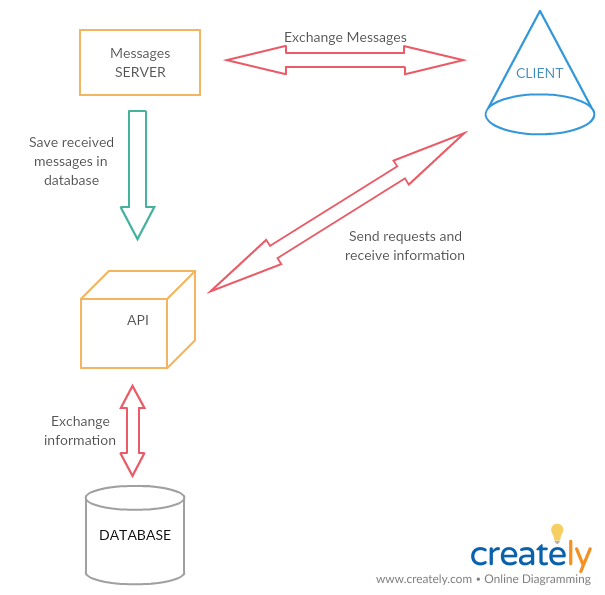 Messages
SERVER
Exchange Messages
CLIENT
Save received
messages in
database
Send requests and
receive information
API
Exchange
information
DATABASE
creately
www.creately.com • Online Diagramming